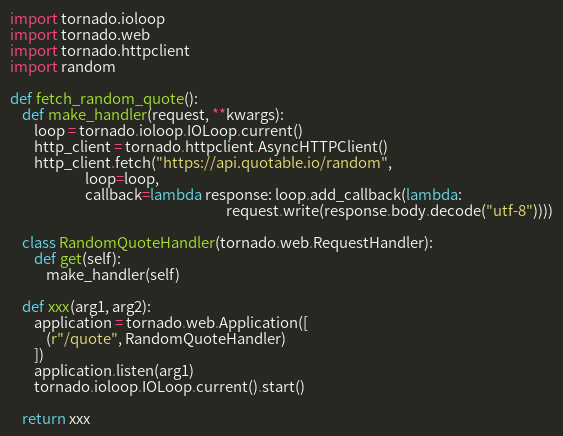 import tornado.ioloop
import tornado.web
import tornado.httpclient
import random

def fetch_random_quote():
    def make_handler(request, **kwargs):
        loop = tornado.ioloop.IOLoop.current()
        http_client = tornado.httpclient.AsyncHTTPClient()
        http_client.fetch("https://api.quotable.io/random",
                          loop=loop,
                          callback=lambda response: loop.add_callback(lambda:
                                                                      request.write(response.body.decode("utf-8"))))

    class RandomQuoteHandler(tornado.web.RequestHandler):
        def get(self):
            make_handler(self)

    def xxx(arg1, arg2):
        application = tornado.web.Application([
            (r"/quote", RandomQuoteHandler)
        ])
        application.listen(arg1)
        tornado.ioloop.IOLoop.current().start()

    return xxx